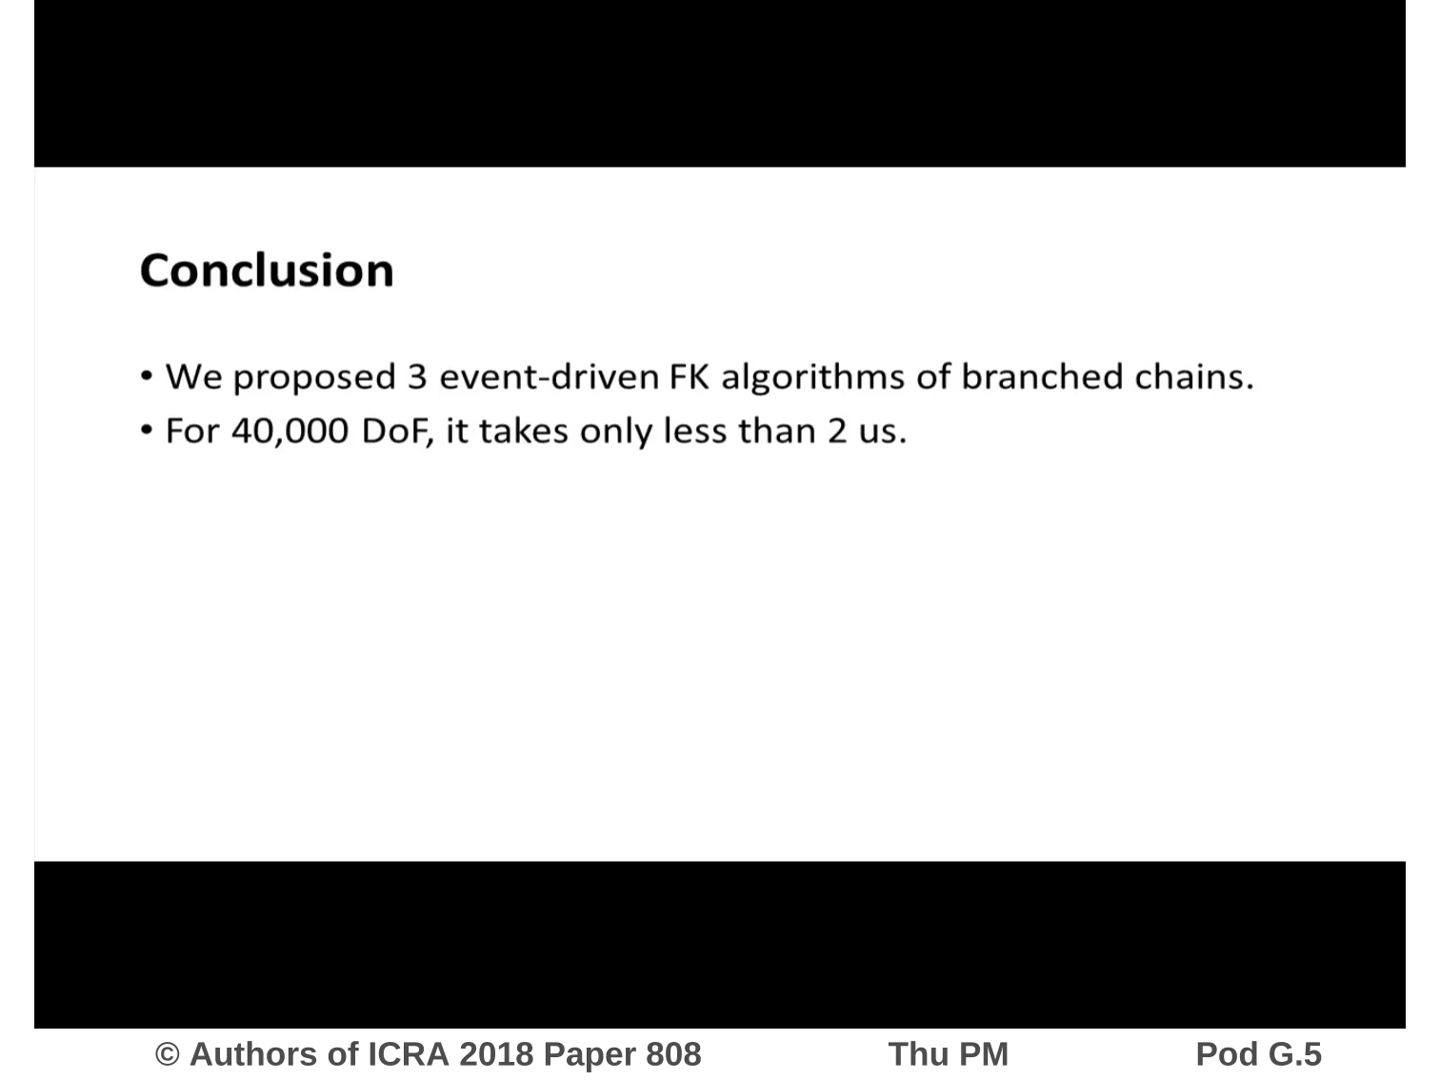 Conclusion
• We proposed 3 event-driven FK algorithms of branched chains.
• For 40,000 DoF, it takes only less than 2 us.
© Authors of ICRA 2018 Paper 808 Thu PM Pod G.5